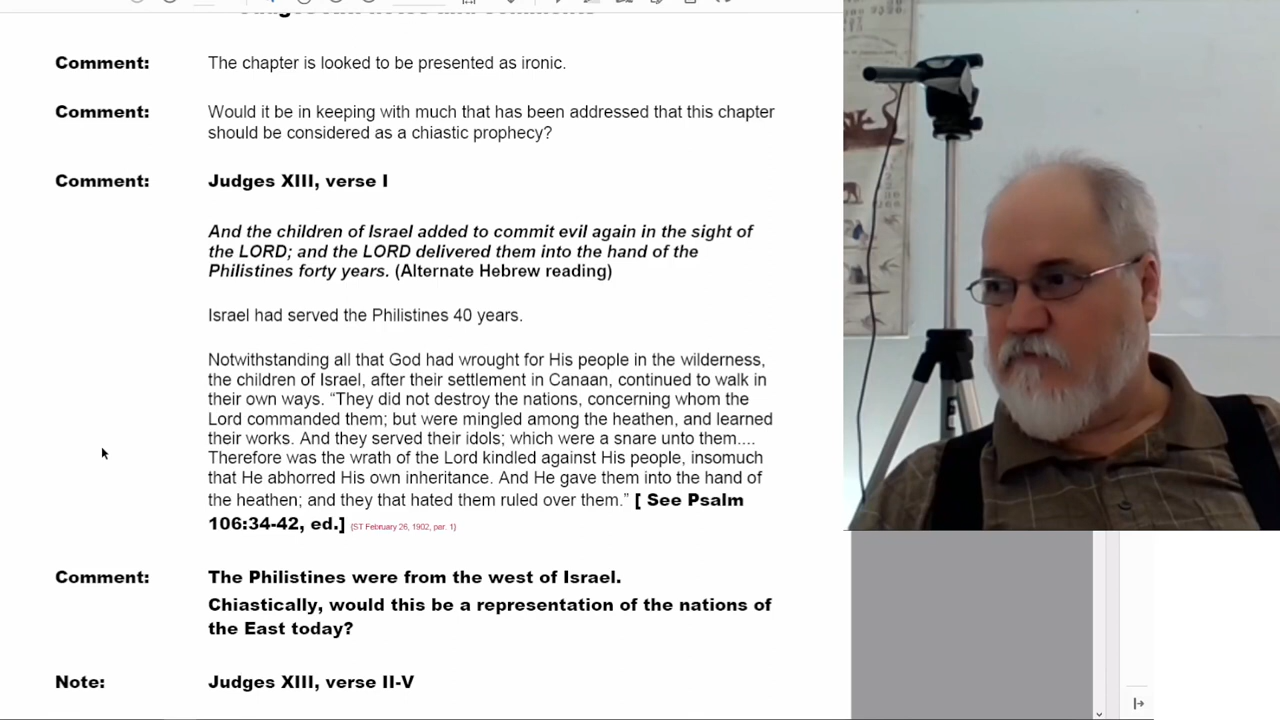 Comment: The chapter is looked to be presented as ironic.
Comment: Would it be in keeping with much that has been addressed that this chapter
should be considered as a chiastic prophecy?
Comment: Judges XIII, verse I
And the children of Israel added to commit evil again in the sight of
the LORD; and the LORD delivered them into the hand of the
Philistines forty years. (Alternate Hebrew reading)
Israel had served the Philistines 40 years.
Notwithstanding all that God had wrought for His people in the wilderness,
the children of Israel, after their settlement in Canaan, continued to walk in
their own ways. “They did not destroy the nations, concerning whom the
Lord commanded them; but were mingled among the heathen, and learned
their works. And they served their idols; which were a snare unto them....
Therefore was the wrath of the Lord kindled against His people, insomuch
that He abhorred His own inheritance. And He gave them into the hand of
the heathen; and they that hated them ruled over them.” [ See Psalm
106:34-42, ed.] {ST February 26, 1902, par. 1}
Comment: The Philistines were from the west of Israel.
Chiastically, would this be a representation of the nations of
the East today?
Note: Judges XIII, verse II-V